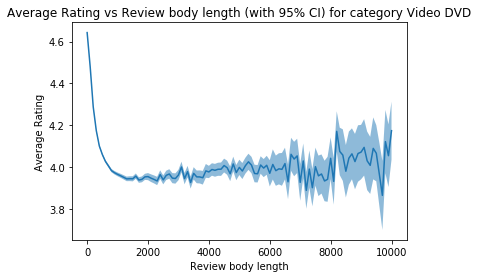 Average Rating vs Review body length (with 95% CI) for category Video DVD
4.6
4.4
4.2
4.0
3.8
Average Rating
0 2000 4000 6000 8000 10000
Review body length